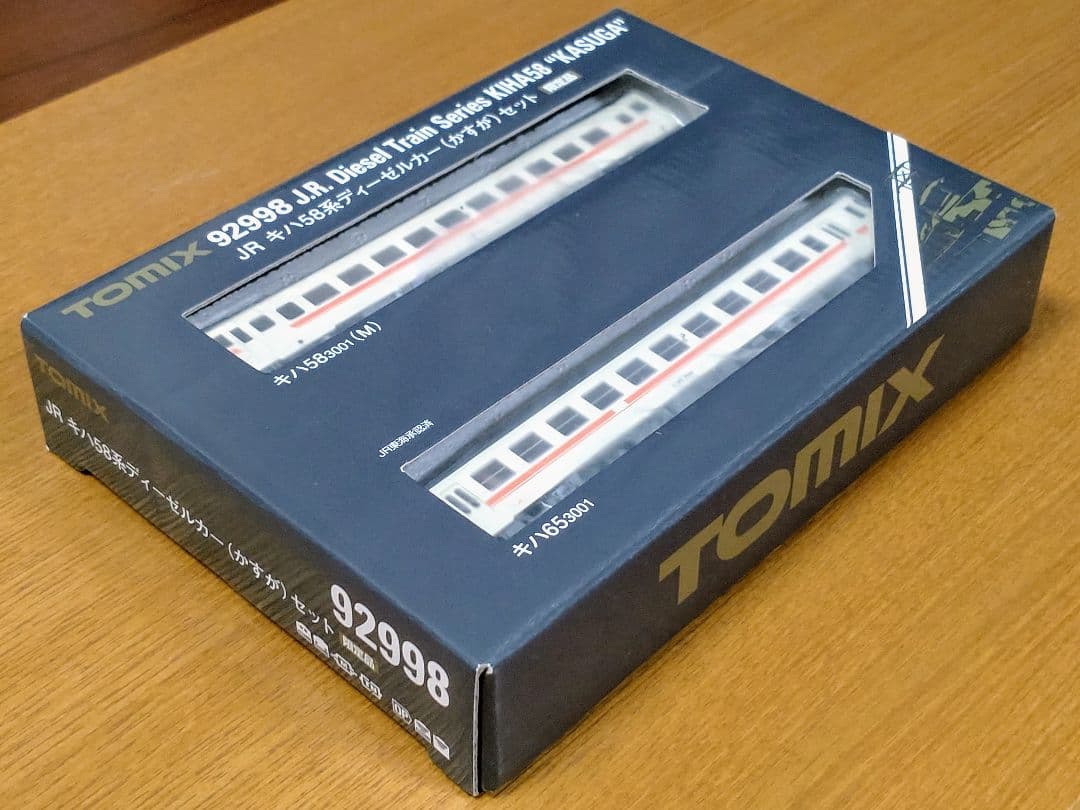 TOMIX 92998 J.R. Diesel Train Series KIHA58 "KASUGA"
JR キハ58系ディーゼルカー(かすが)セット 限定品
キハ583001(M)
JR東海承認済
キハ653001
TOMIX
TOMIX
JR キハ58系ディーゼルカー(かすが)セット 限定品
92998